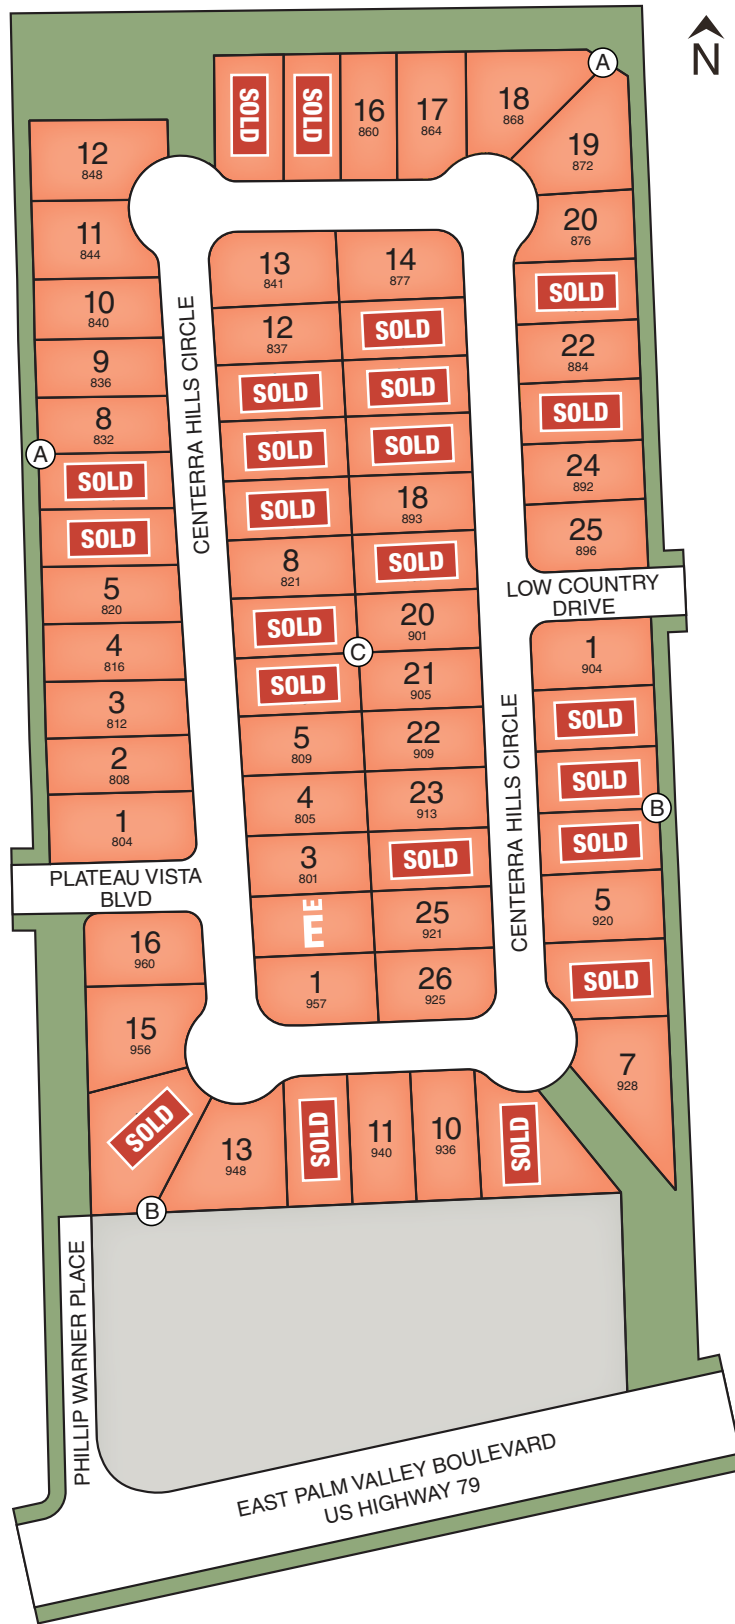 N
A
SOLD
SOLD
16
860
17
864
18
868
19
872
20
876
SOLD
22
884
SOLD
24
892
25
896
12
848
11
844
10
840
9
836
8
832
A
SOLD
SOLD
5
820
4
816
3
812
2
808
1
804
CENTERRA HILLS CIRCLE
13
841
12
837
SOLD
SOLD
SOLD
8
821
SOLD
SOLD
5
809
4
805
3
801
E
E
1
957
14
877
SOLD
SOLD
SOLD
18
893
SOLD
20
901
C
21
905
22
909
23
913
SOLD
25
921
26
925
CENTERRA HILLS CIRCLE
LOW COUNTRY
DRIVE
1
904
SOLD
SOLD
B
SOLD
5
920
SOLD
7
928
PLATEAU VISTA
BLVD
16
960
15
956
SOLD
13
948
SOLD
11
940
10
936
SOLD
B
PHILLIP WARNER PLACE
EAST PALM VALLEY BOULEVARD
US HIGHWAY 79